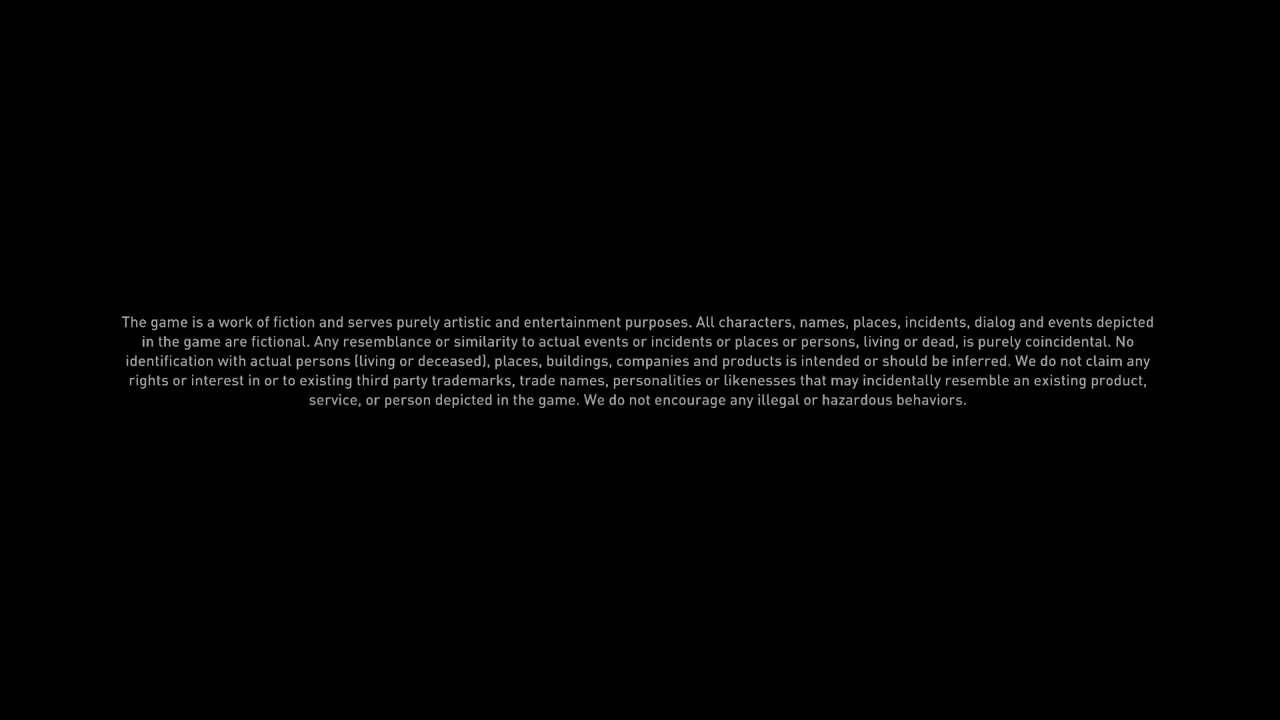 The game is a work of fiction and serves purely artistic and entertainment purposes. All characters, names, places, incidents, dialog and events depicted
in the game are fictional. Any resemblance or similarity to actual events or incidents or places or persons, living or dead, is purely coincidental. No
identification with actual persons (living or deceased), places, buildings, companies and products is intended or should be inferred. We do not claim any
rights or interest in or to existing third party trademarks, trade names, personalities or likenesses that may incidentally resemble an existing product,
service, or person depicted in the game. We do not encourage any illegal or hazardous behaviors.